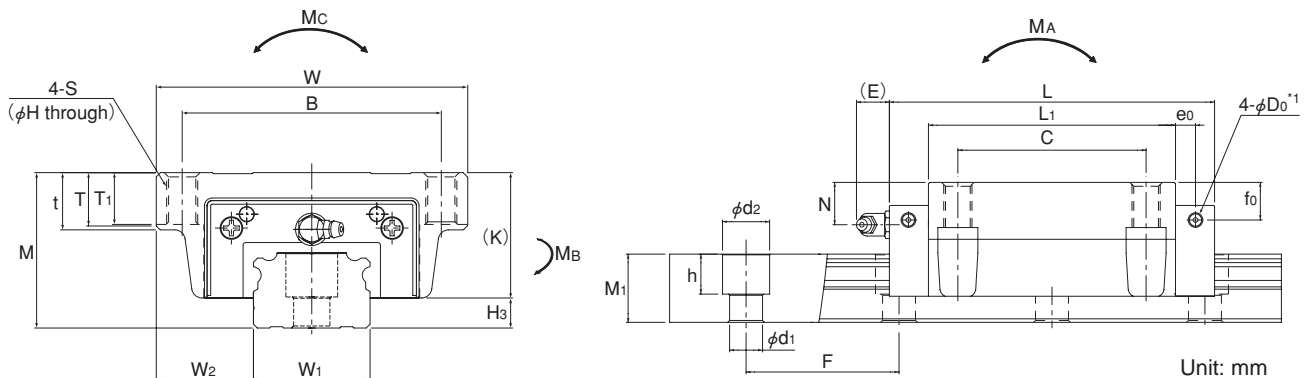 MC
W
B
4-S
(φH through)
M
t
T
T1
(K)
MB
H3
W2
W1
MA
(E)
L
L1
e0
4-φD0*1
C
N
f0
φd2
h
M1
φd1
F
Unit: mm